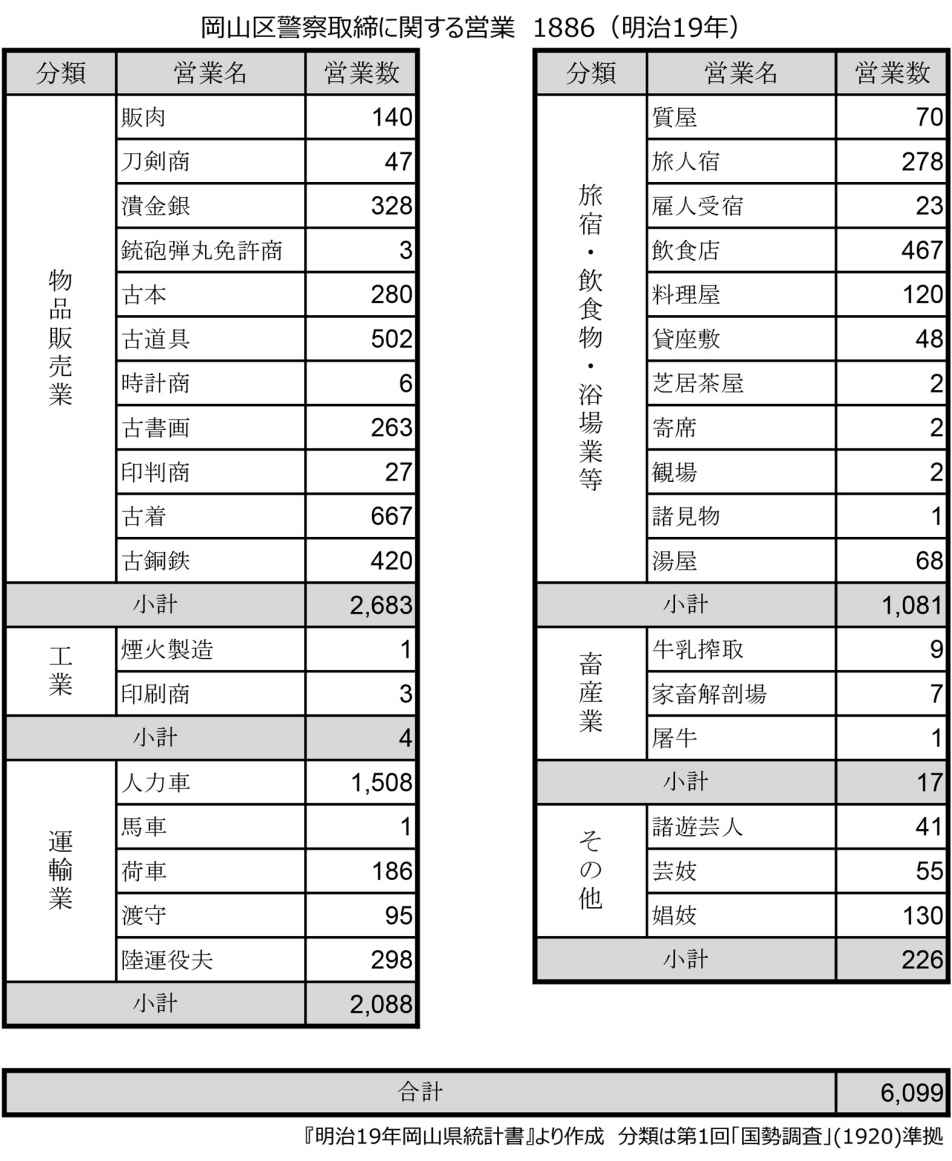 岡山区警察取締に関する営業 1886（明治19年）
分類 営業名 営業数
物品販売業
販肉 140
刀剣商 47
潰金銀 328
銃砲弾丸免許商 3
古本 280
古道具 502
時計商 6
古書画 263
印判商 27
古着 667
古銅鉄 420
小計 2,683
工業
煙火製造 1
印刷商 3
小計 4
運輸業
人力車 1,508
馬車 1
荷車 186
渡守 95
陸運役夫 298
小計 2,088
分類 営業名 営業数
旅宿・飲食物・浴場業等
質屋 70
旅人宿 278
雇人受宿 23
飲食店 467
料理屋 120
貸座敷 48
芝居茶屋 2
寄席 2
観場 2
諸見物 1
湯屋 68
小計 1,081
畜産業
牛乳搾取 9
家畜解剖場 7
屠牛 1
小計 17
その他
諸遊芸人 41
芸妓 55
娼妓 130
小計 226
合計 6,099
『明治19年岡山県統計書』より作成 分類は第1回「国勢調査」(1920)準拠